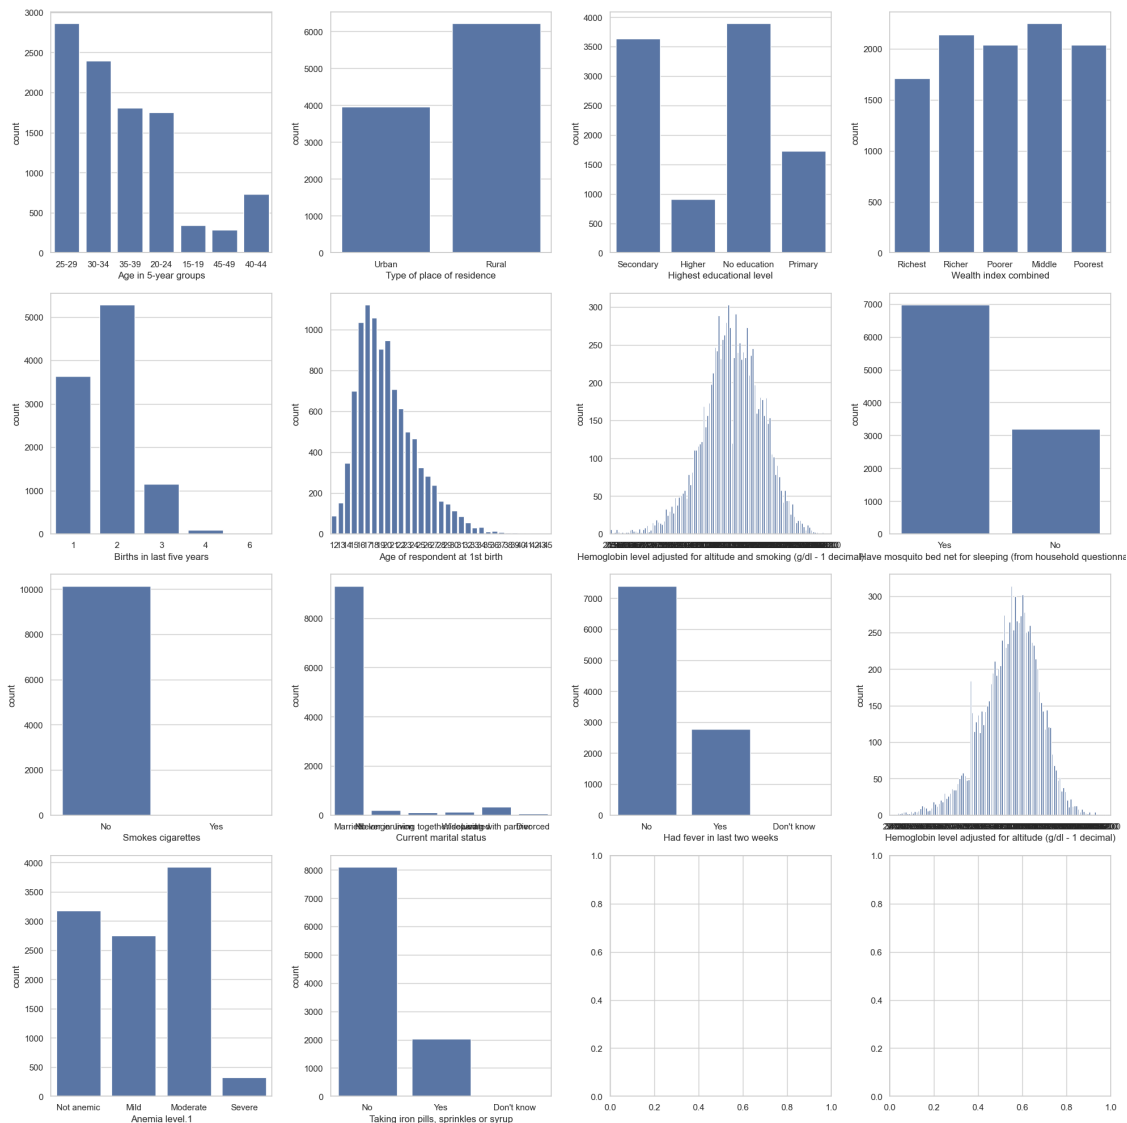 3000
2500
2000
1500
1000
500
0
count
25-29 30-34 35-39 20-24 15-19 45-49 40-44
Age in 5-year groups
6000
5000
4000
3000
2000
1000
0
count
Urban Rural
Type of place of residence
4000
3500
3000
2500
2000
1500
1000
500
0
count
Secondary Higher No education Primary
Highest educational level
2000
1500
1000
500
0
count
Richest Richer Poorer Middle Poorest
Wealth index combined
5000
4000
3000
2000
1000
0
count
1 2 3 4 6
Births in last five years
1000
800
600
400
200
0
count
Age of respondent at 1st birth
300
250
200
150
100
50
0
count
Hemoglobin level adjusted for altitude and smoking (g/dl - 1 decimal)
7000
6000
5000
4000
3000
2000
1000
0
count
Yes No
Have mosquito bed net for sleeping (from household questionna
10000
8000
6000
4000
2000
0
count
No Yes
Smokes cigarettes
8000
6000
4000
2000
0
count
Divorced
Current marital status
7000
6000
5000
4000
3000
2000
1000
0
count
No Yes Don't know
Had fever in last two weeks
300
250
200
150
100
50
0
count
Hemoglobin level adjusted for altitude (g/dl - 1 decimal)
4000
3500
3000
2500
2000
1500
1000
500
0
count
Not anemic Mild Moderate Severe
Anemia level.1
8000
7000
6000
5000
4000
3000
2000
1000
0
count
No Yes Don't know
Taking iron pills, sprinkles or syrup
1.0
0.8
0.6
0.4
0.2
0.0
0.0 0.2 0.4 0.6 0.8 1.0
1.0
0.8
0.6
0.4
0.2
0.0
0.0 0.2 0.4 0.6 0.8 1.0